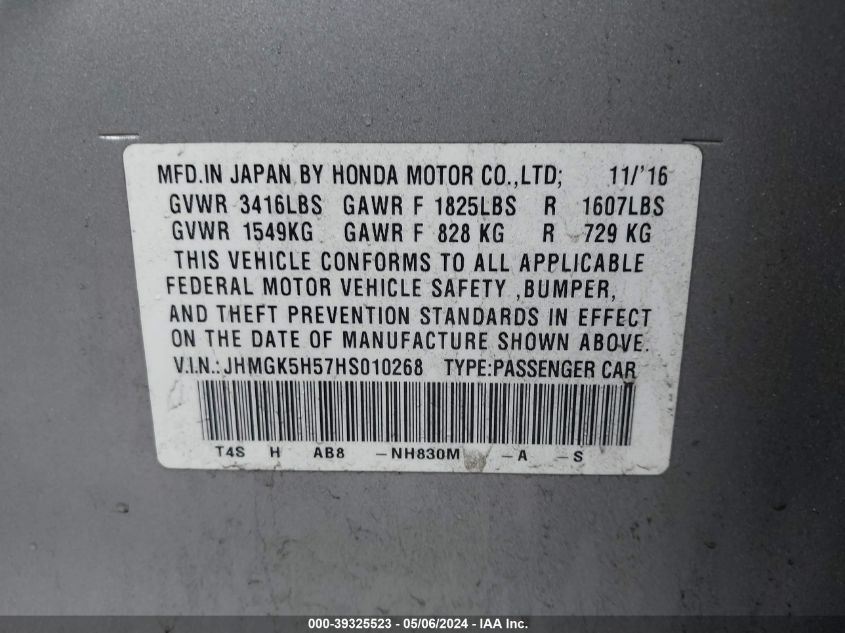 MFD.IN JAPAN BY HONDA MOTOR CO.,LTD; 11/'16
GVWR 3416LBS GAWR F 1825LBS R 1607LBS
GVWR 1549KG GAWR F 828 KG R 729 KG
THIS VEHICLE CONFORMS TO ALL APPLICABLE
FEDERAL MOTOR VEHICLE SAFETY ,BUMPER,
AND THEFT PREVENTION STANDARDS IN EFFECT
ON THE DATE OF MANUFACTURE SHOWN ABOVE.
V.I.N.: JHMGK5H57HS010268 TYPE:PASSENGER CAR
T4S H AB8 -NH830M -A -S
000-39325523 - 05/06/2024 - IAA Inc.